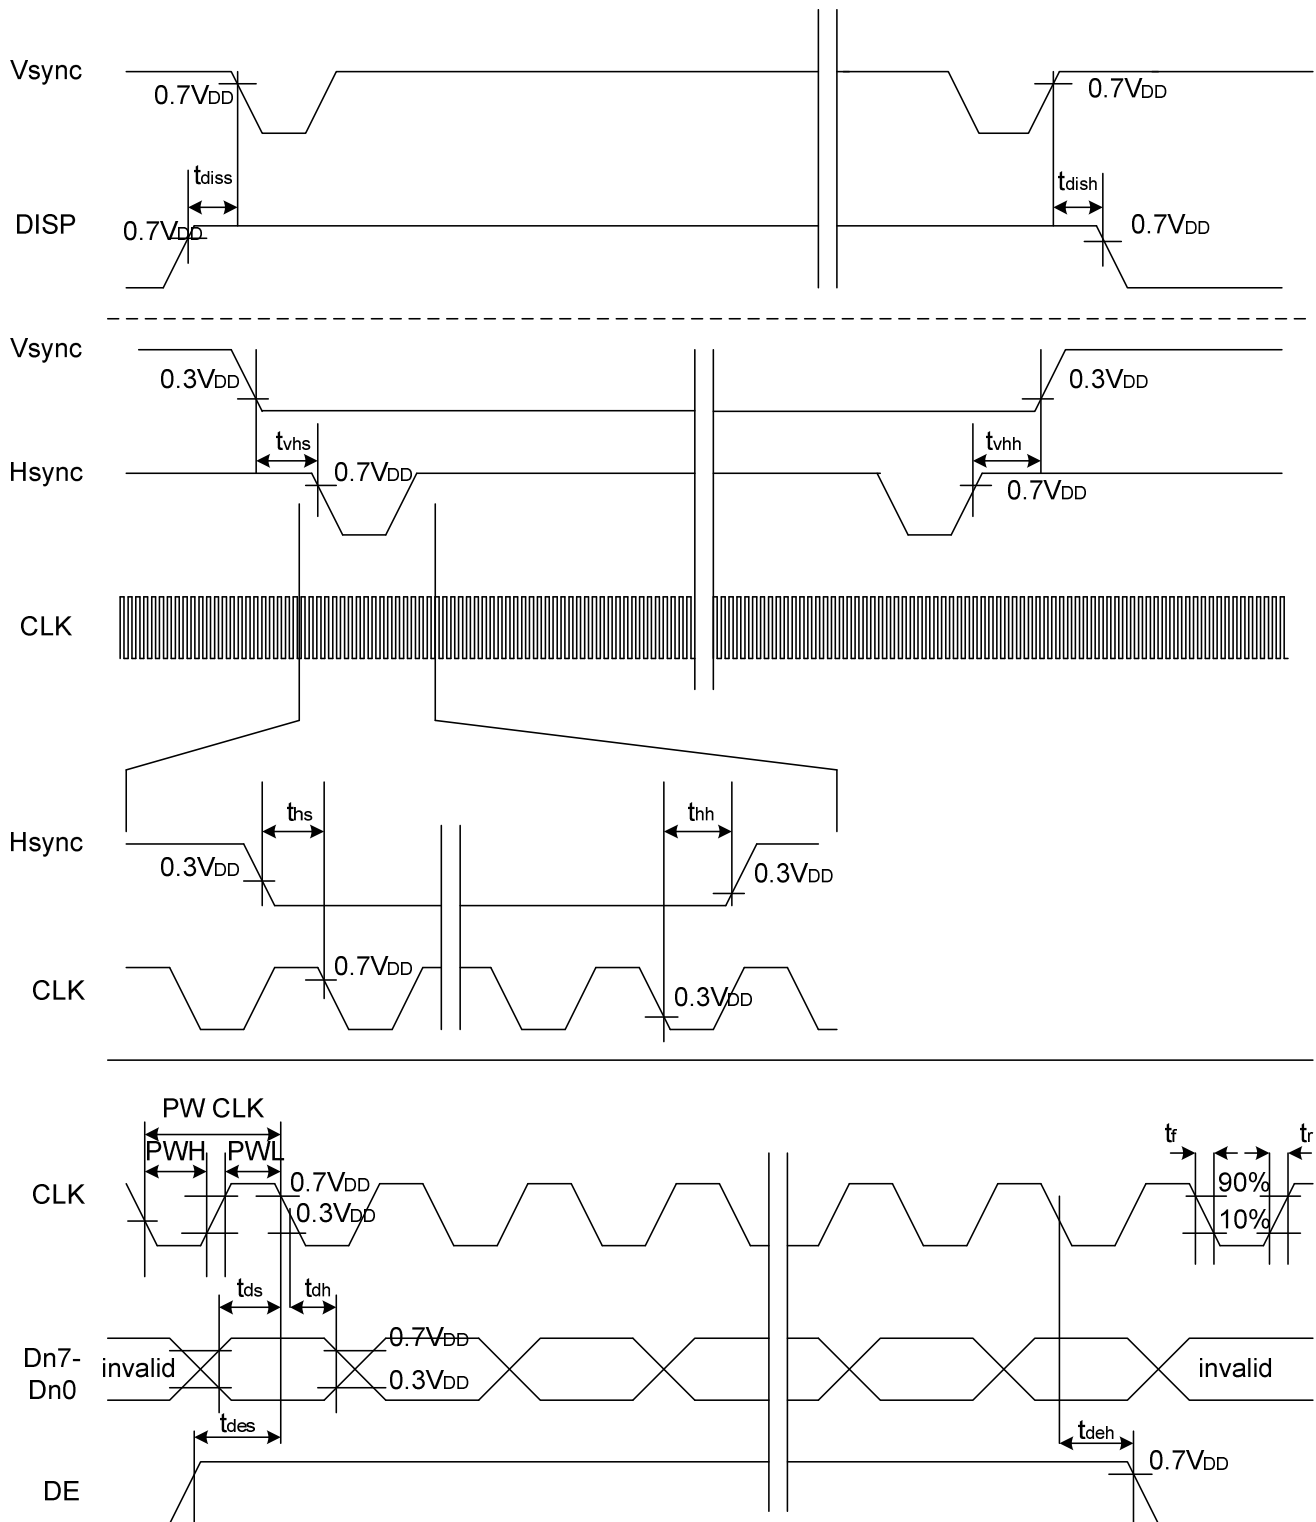 Vsync
0.7VDD
0.7VDD
tdiss
tdish
DISP
0.7VDD
0.7VDD
Vsync
0.3VDD
0.3VDD
tvhs
tvhh
Hsync
0.7VDD
0.7VDD
CLK
ths
thh
Hsync
0.3VDD
0.3VDD
CLK
0.7VDD
0.3VDD
PW CLK
PWH
PWL
tf
tr
CLK
0.7VDD
90%
0.3VDD
10%
tds
tdh
Dn7-
Dn0
invalid
0.7VDD
0.3VDD
invalid
tdes
tdeh
DE
0.7VDD